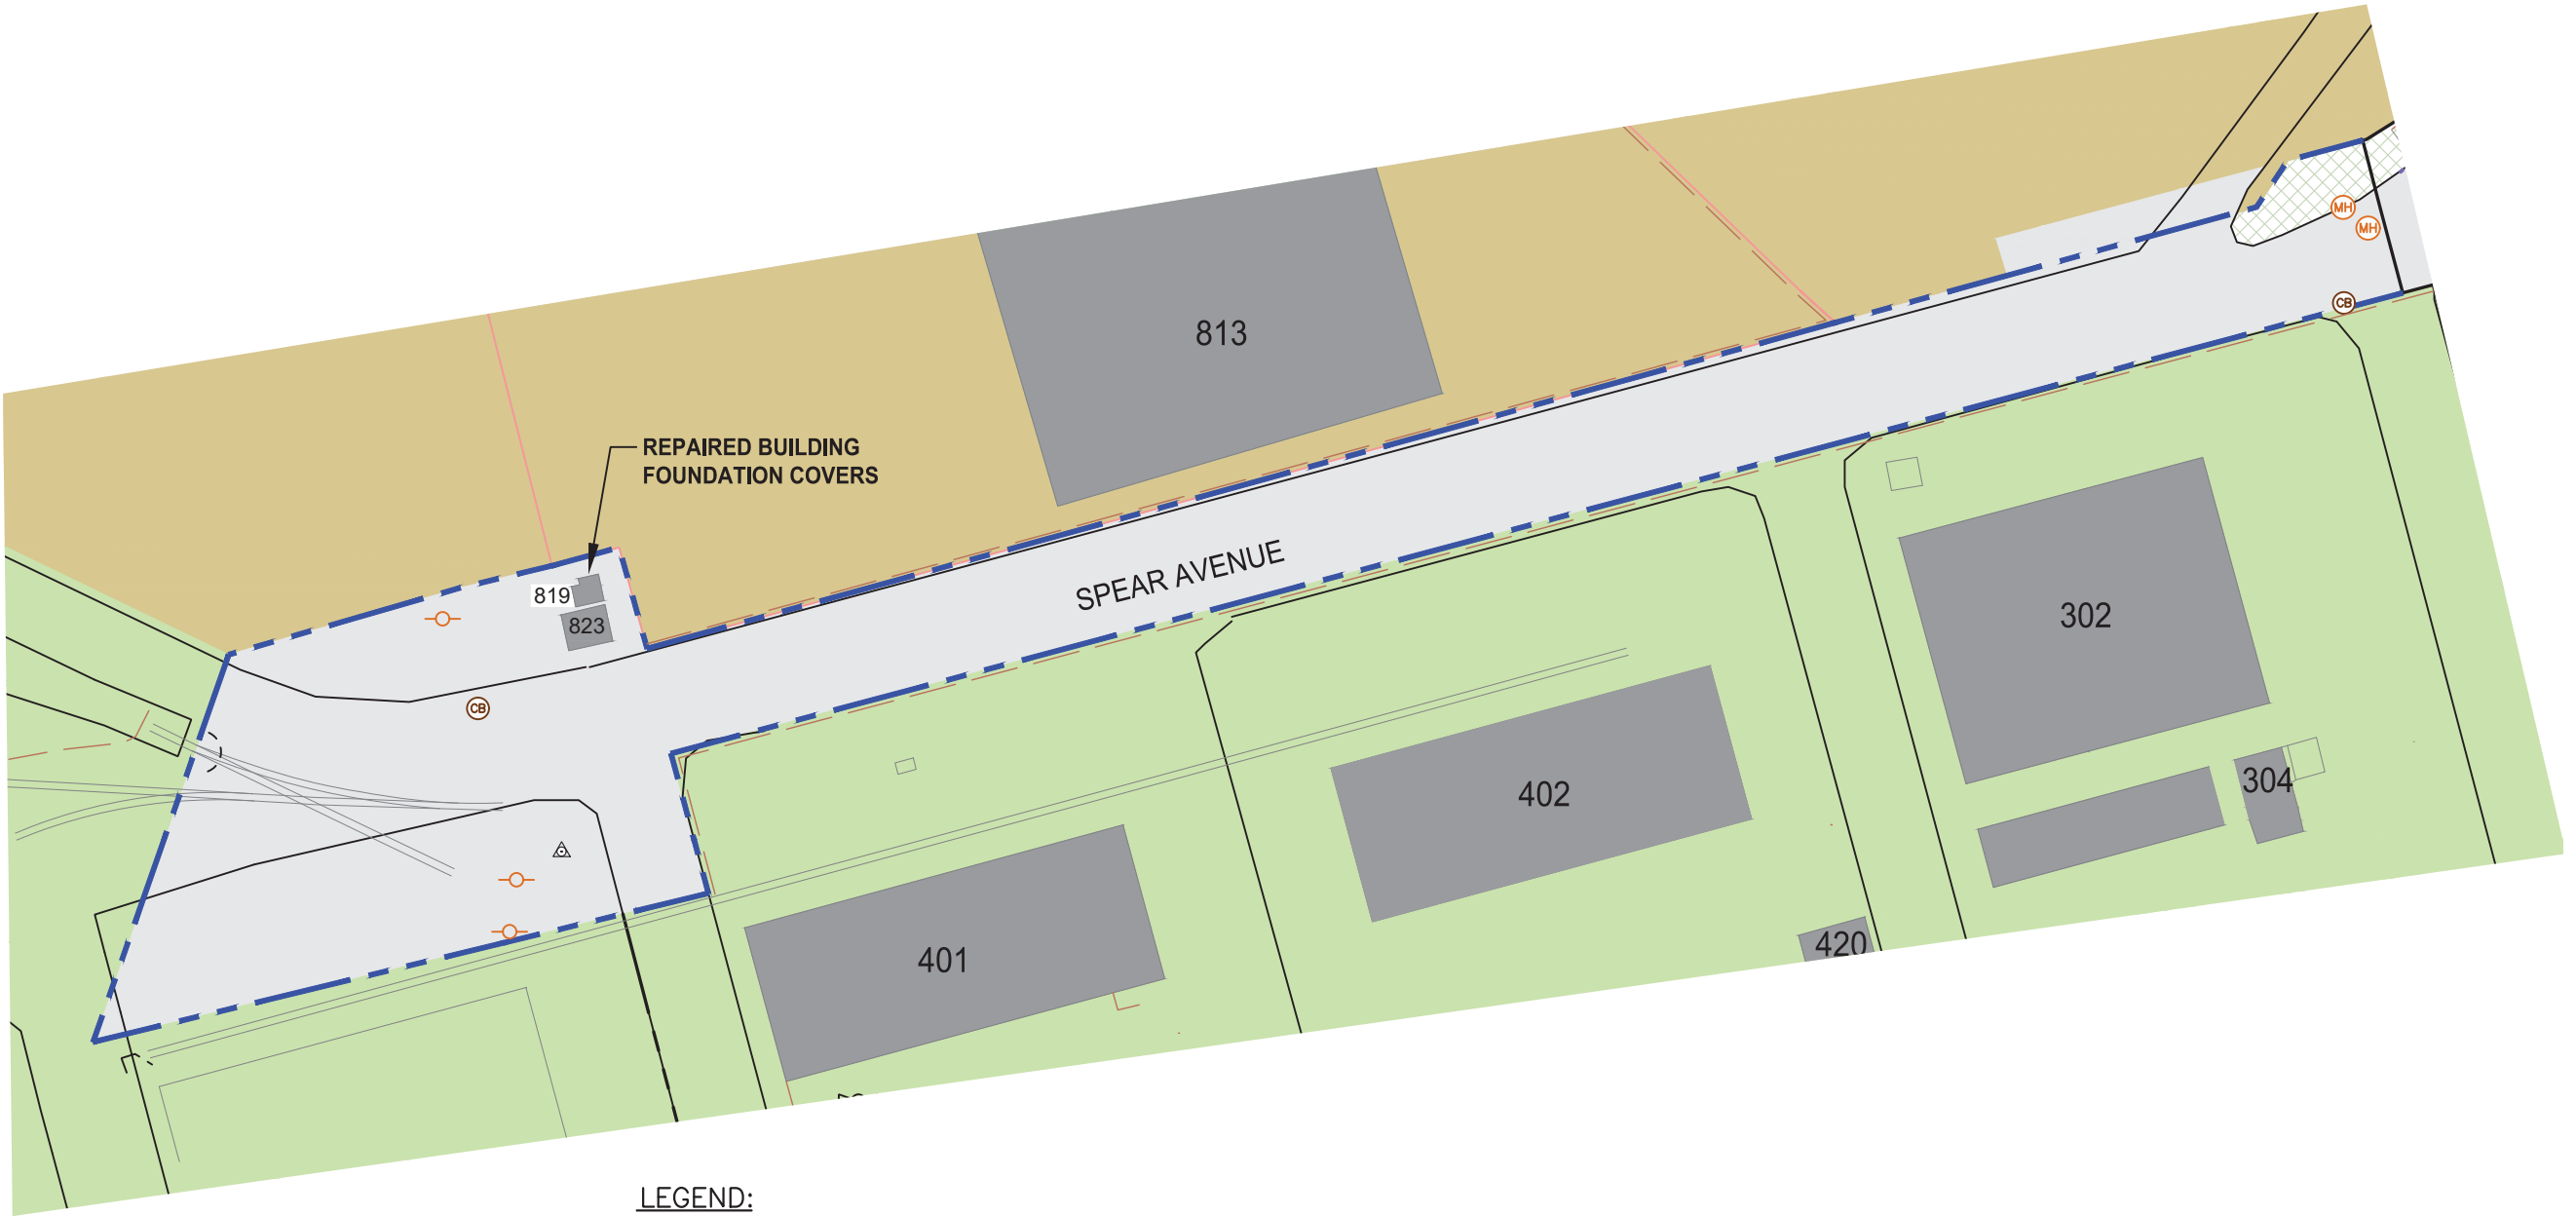 MH
MH
CB
813
REPAIRED BUILDING
FOUNDATION COVERS
SPEAR AVENUE
819
823
302
CB
304
402
401
420
LEGEND: